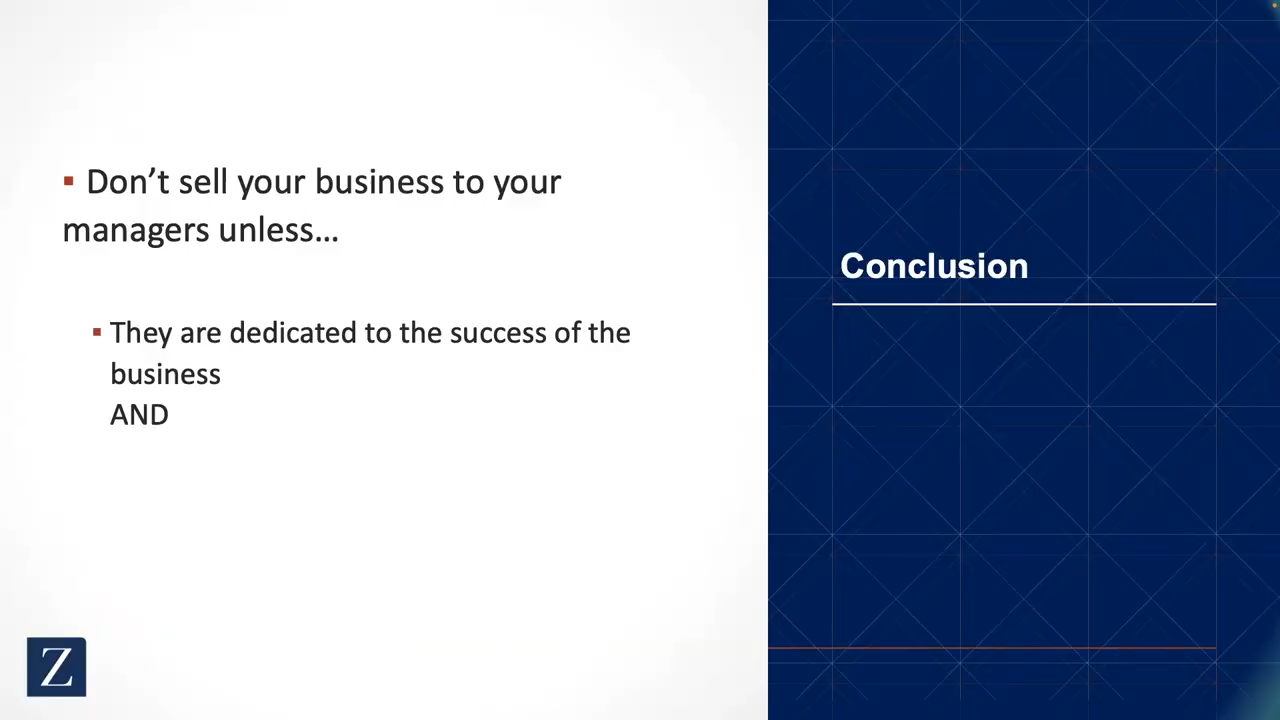 ▪ Don’t sell your business to your
managers unless…
▪ They are dedicated to the success of the
business
AND
Conclusion
Z